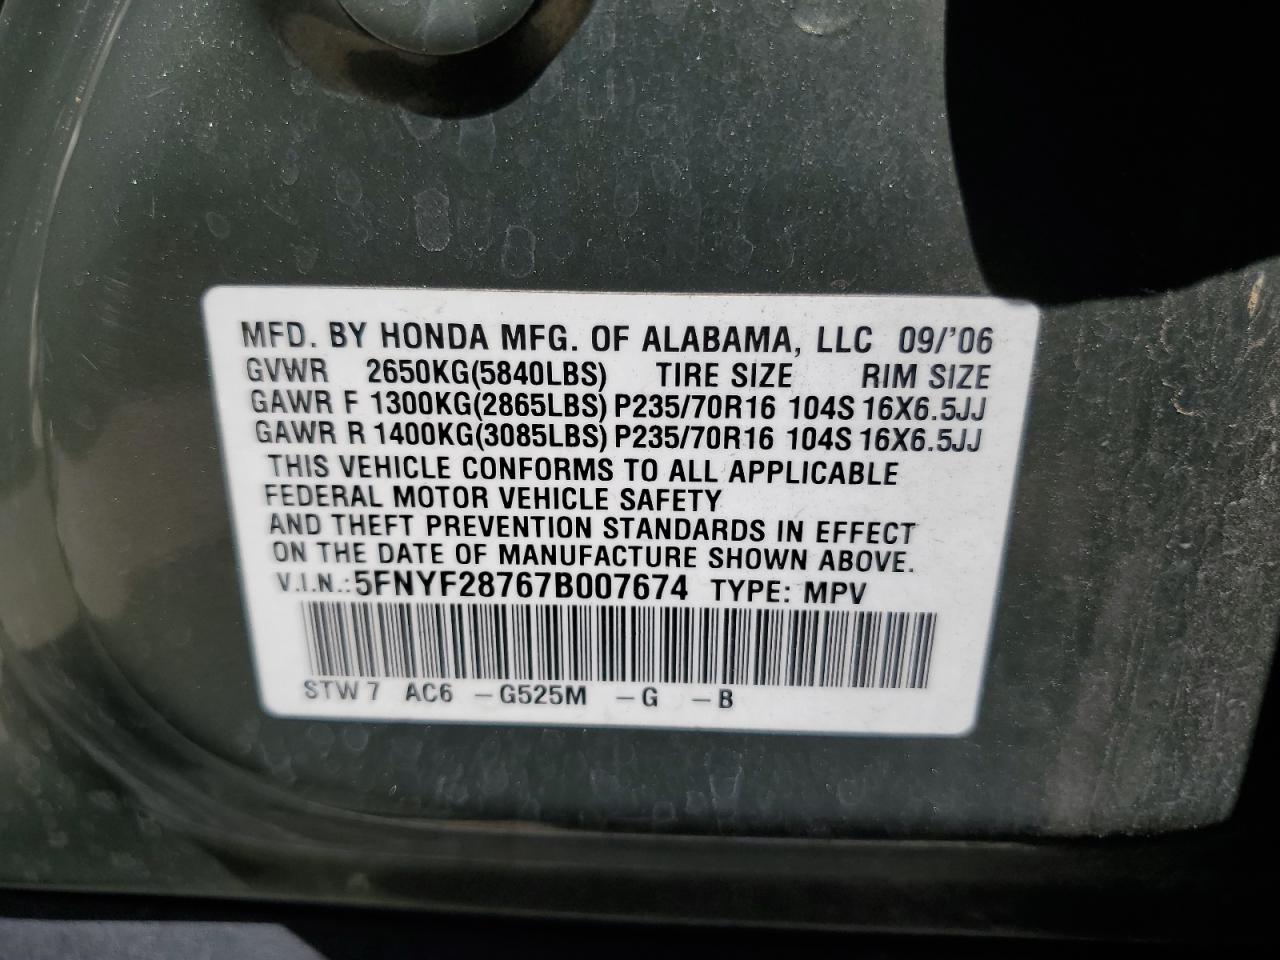 MFD. BY HONDA MFG. OF ALABAMA, LLC 09/'06
GVWR 2650KG(5840LBS) TIRE SIZE RIM SIZE
GAWR F 1300KG(2865LBS) P235/70R16 104S 16X6.5JJ
GAWR R 1400KG(3085LBS) P235/70R16 104S 16X6.5JJ
THIS VEHICLE CONFORMS TO ALL APPLICABLE
FEDERAL MOTOR VEHICLE SAFETY
AND THEFT PREVENTION STANDARDS IN EFFECT
ON THE DATE OF MANUFACTURE SHOWN ABOVE.
V.I.N.: 5FNYF28767B007674 TYPE: MPV
STW 7 AC6 -G525M -G -B